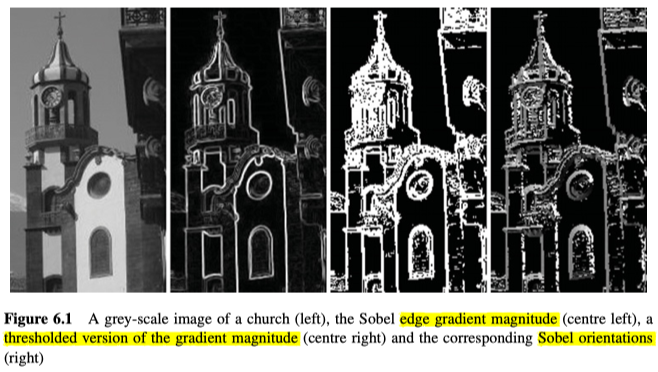 Figure 6.1 A grey-scale image of a church (left), the Sobel edge gradient magnitude (centre left), a
thresholded version of the gradient magnitude (centre right) and the corresponding Sobel orientations
(right)